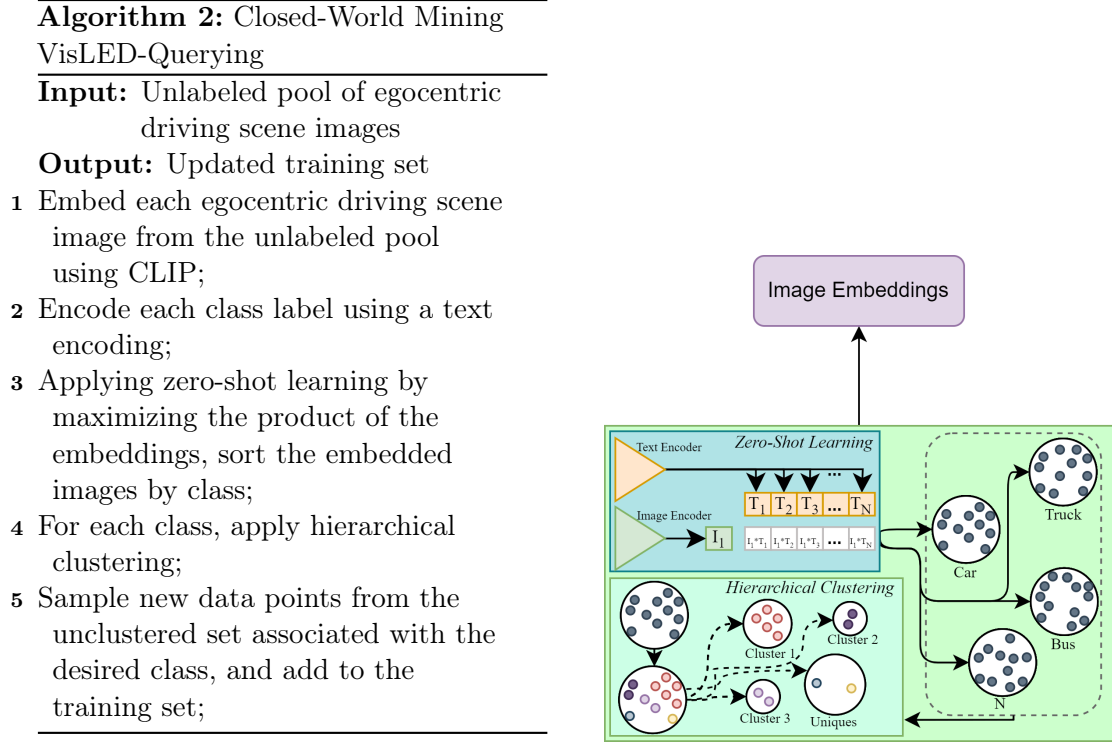 Algorithm 2: Closed-World Mining
VisLED-Querying
Input: Unlabeled pool of egocentric
driving scene images
Output: Updated training set
1 Embed each egocentric driving scene
image from the unlabeled pool
using CLIP;
2 Encode each class label using a text
encoding;
3 Applying zero-shot learning by
maximizing the product of the
embeddings, sort the embedded
images by class;
4 For each class, apply hierarchical
clustering;
5 Sample new data points from the
unclustered set associated with the
desired class, and add to the
training set;
Image Embeddings
Zero-Shot Learning
Text Encoder
...
T₁ T₂ T₃ ... T_N
Image Encoder
I₁
I₁*T₁ I₁*T₂ I₁*T₃ ... I₁*T_N
Truck
Car
Bus
N
Hierarchical Clustering
Cluster 1
Cluster 2
Cluster 3
Uniques